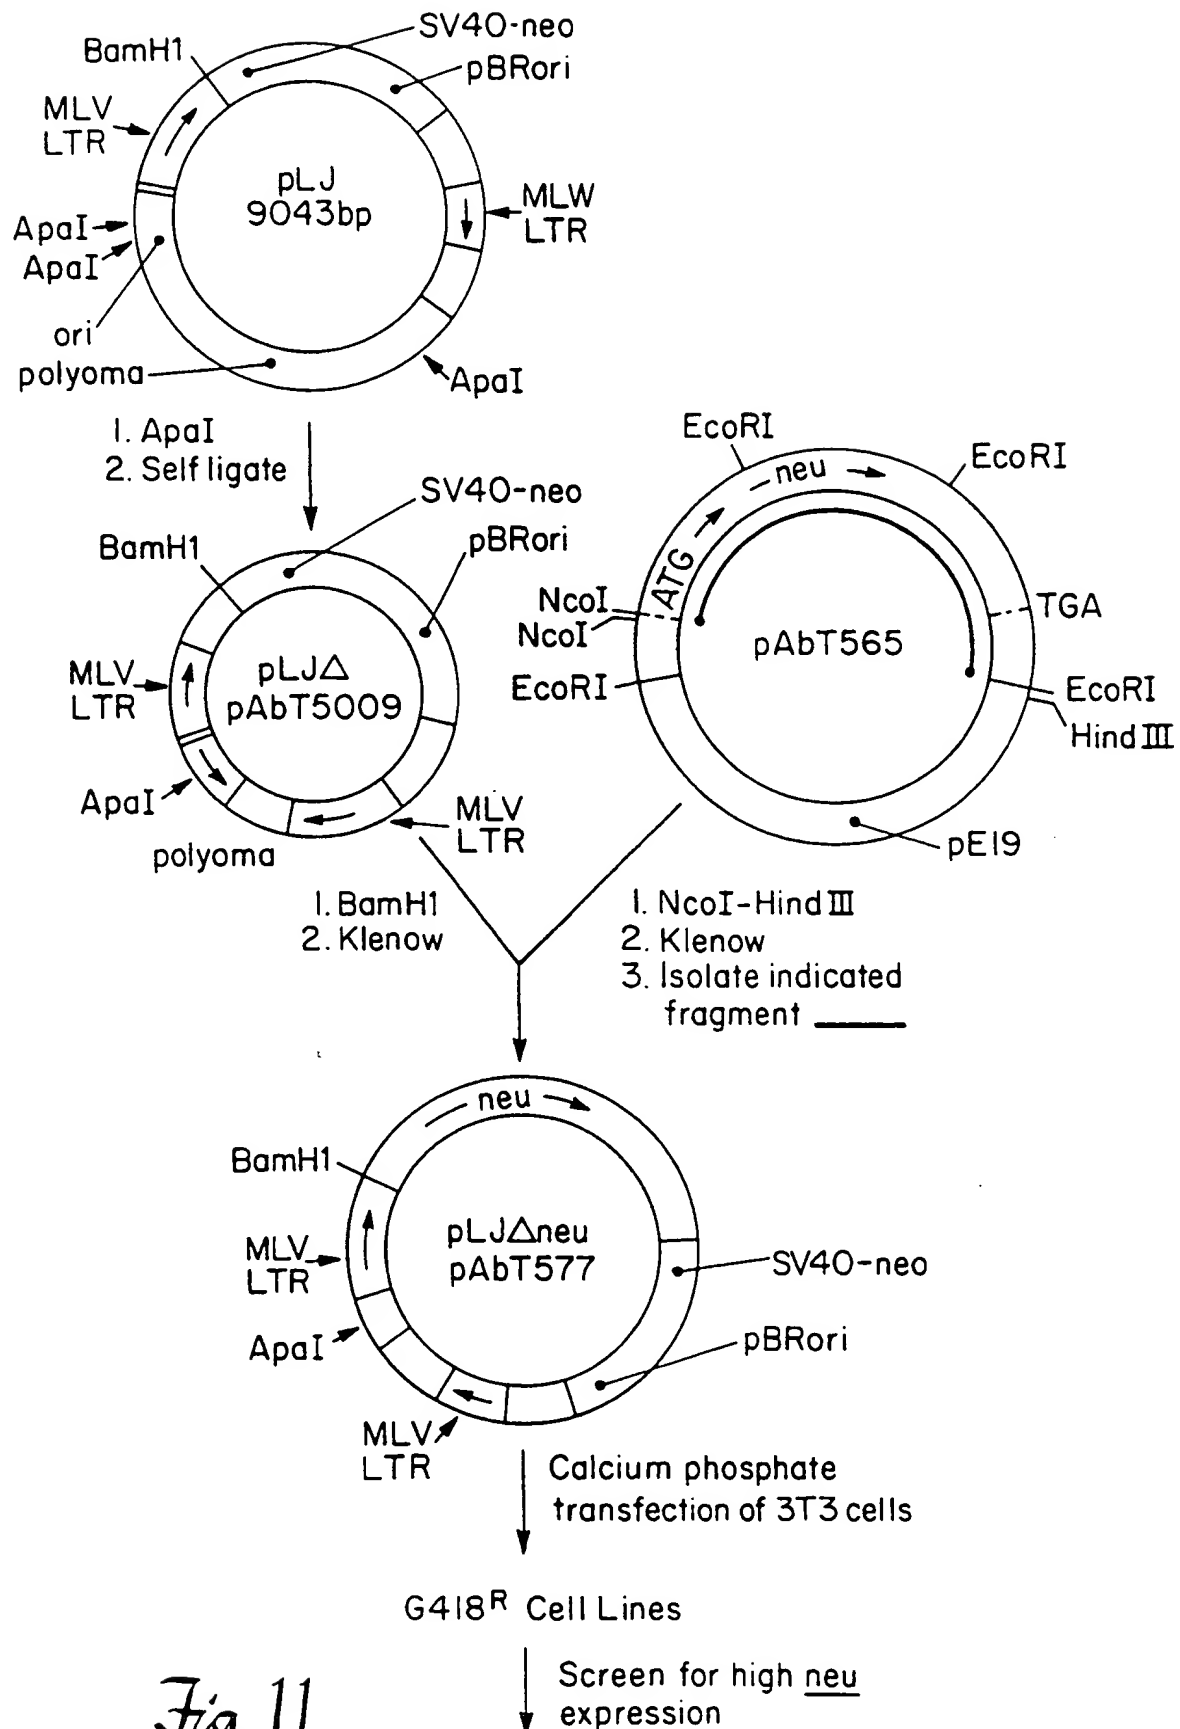 SV40-neo
BamH1
pBRori
MLV
LTR
pLJ
9043bp
MLW
LTR
ApaI
ApaI
ori
polyoma
ApaI
1. ApaI
2. Self ligate
SV40-neo
BamH1
pBRori
MLV
LTR
pLJΔ
pAbT5009
ApaI
MLV
LTR
polyoma
EcoRI
EcoRI
neu
ATG
NcoI
NcoI
TGA
pAbT565
EcoRI
EcoRI
Hind III
pE19
1. BamH1
2. Klenow
1. NcoI-Hind III
2. Klenow
3. Isolate indicated
fragment
neu
BamH1
pLJΔneu
pAbT577
MLV
LTR
SV40-neo
ApaI
pBRori
MLV
LTR
Calcium phosphate
transfection of 3T3 cells
G418R Cell Lines
Screen for high neu
expression
Fig. 11